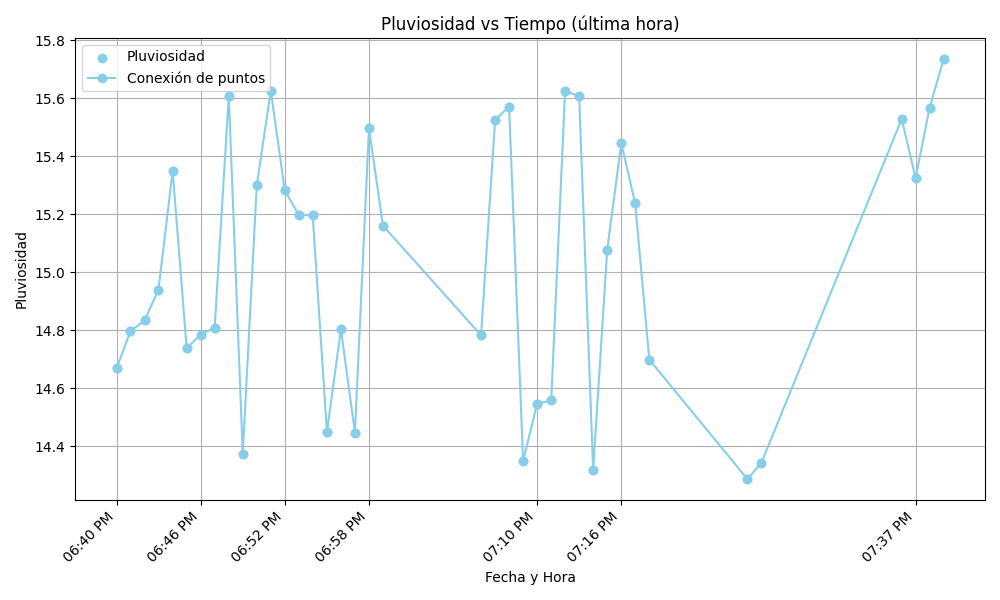 Pluviosidad vs Tiempo (última hora)
Pluviosidad
Conexión de puntos
Pluviosidad
15.8
15.6
15.4
15.2
15.0
14.8
14.6
14.4
06:40 PM
06:46 PM
06:52 PM
06:58 PM
07:10 PM
07:16 PM
07:37 PM
Fecha y Hora